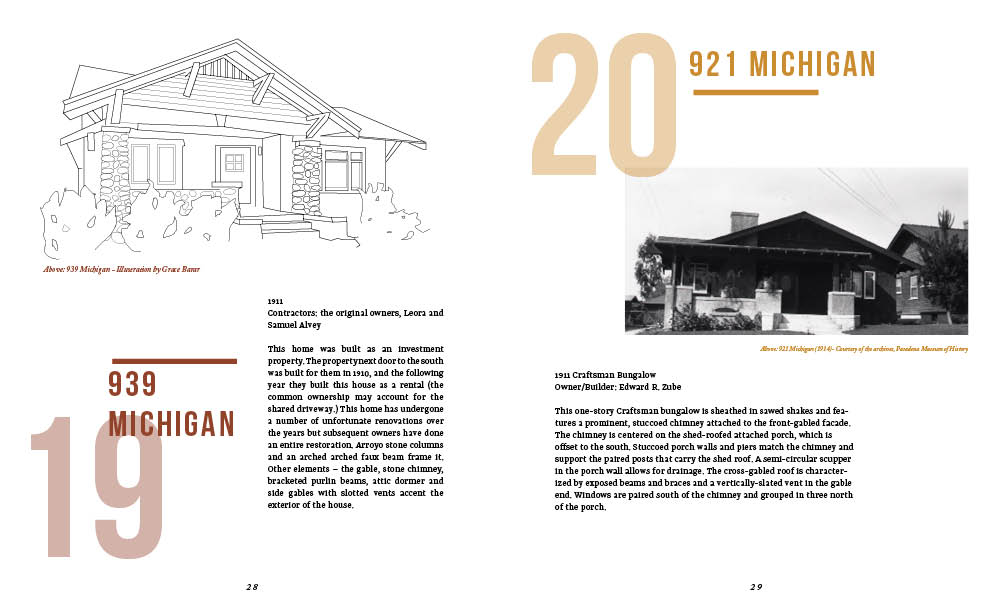 Above: 939 Michigan - Illustration by Grace Barar
1911
Contractors: the original owners, Leora and
Samuel Alvey
This home was built as an investment
property. The property next door to the south
was built for them in 1910, and the following
year they built this house as a rental (the
common ownership may account for the
shared driveway.) This home has undergone
a number of unfortunate renovations over
the years but subsequent owners have done
an entire restoration. Arroyo stone columns
and an arched arched faux beam frame it.
Other elements – the gable, stone chimney,
bracketed purlin beams, attic dormer and
side gables with slotted vents accent the
exterior of the house.
939
MICHIGAN
19
28
20
921 MICHIGAN
Above: 921 Michigan (1914)- Courtesy of the archives, Pasadena Museum of History
1911 Craftsman Bungalow
Owner/Builder: Edward R. Zube
This one-story Craftsman bungalow is sheathed in sawed shakes and fea-
tures a prominent, stuccoed chimney attached to the front-gabled facade.
The chimney is centered on the shed-roofed attached porch, which is
offset to the south. Stuccoed porch walls and piers match the chimney and
support the paired posts that carry the shed roof. A semi-circular scupper
in the porch wall allows for drainage. The cross-gabled roof is character-
ized by exposed beams and braces and a vertically-slated vent in the gable
end. Windows are paired south of the chimney and grouped in three north
of the porch.
29